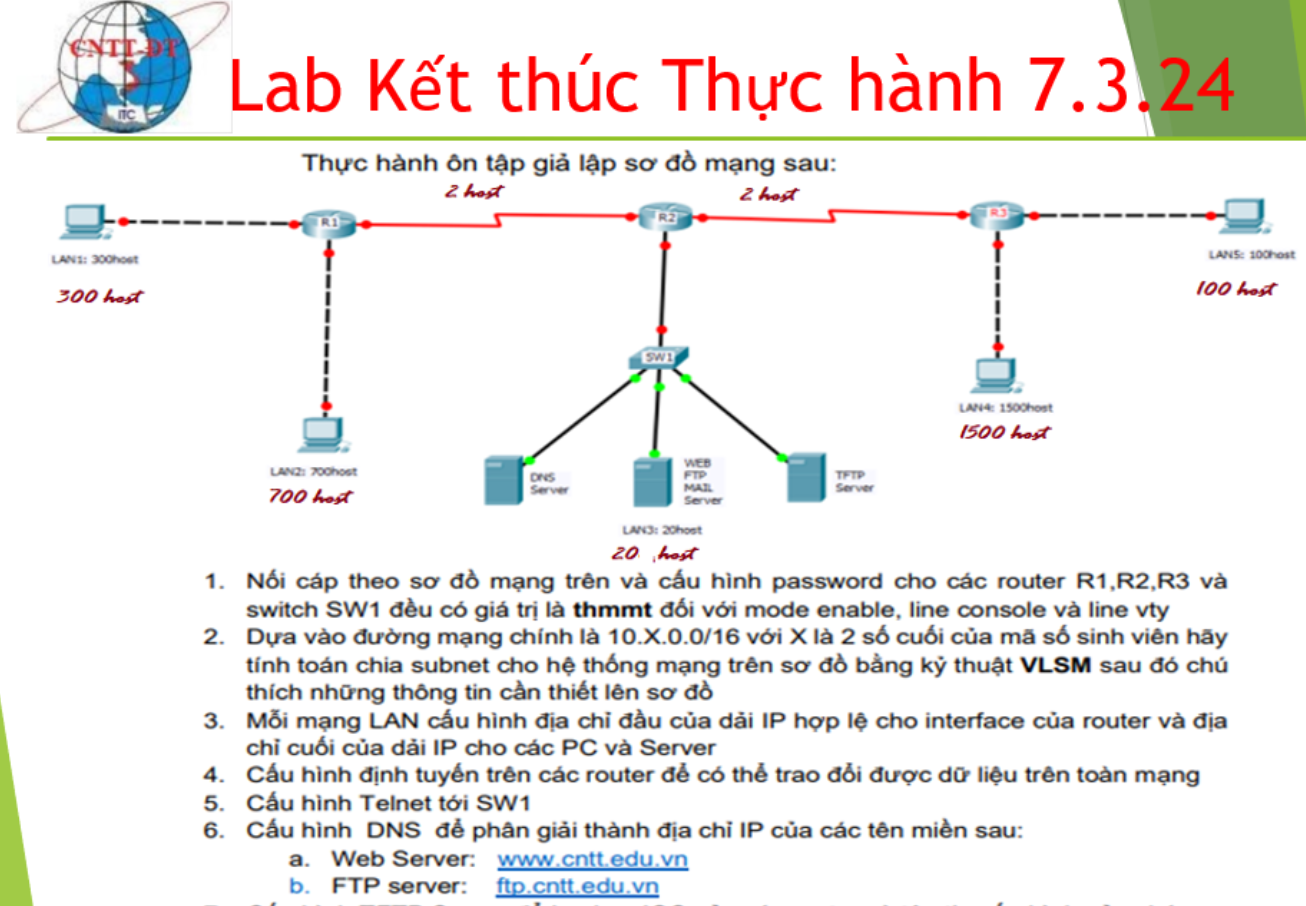 CNTT-ĐT
ITC
Lab Kết thúc Thực hành 7.3.24
Thực hành ôn tập giả lập sơ đồ mạng sau:
2 host
2 host
R1
R2
R3
LAN1: 300host
300 host
LAN5: 100host
100 host
SW1
LAN4: 1500host
1500 host
LAN2: 700host
700 host
DNS
Server
WEB
FTP
MAIL
Server
TFTP
Server
LAN3: 20host
20 host
1. Nối cáp theo sơ đồ mạng trên và cấu hình password cho các router R1,R2,R3 và
switch SW1 đều có giá trị là thmmt đối với mode enable, line console và line vty
2. Dựa vào đường mạng chính là 10.X.0.0/16 với X là 2 số cuối của mã số sinh viên hãy
tính toán chia subnet cho hệ thống mạng trên sơ đồ bằng kỷ thuật VLSM sau đó chú
thích những thông tin cần thiết lên sơ đồ
3. Mỗi mạng LAN cấu hình địa chỉ đầu của dải IP hợp lệ cho interface của router và địa
chỉ cuối của dải IP cho các PC và Server
4. Cấu hình định tuyến trên các router để có thể trao đổi được dữ liệu trên toàn mạng
5. Cấu hình Telnet tới SW1
6. Cấu hình DNS để phân giải thành địa chỉ IP của các tên miền sau:
a. Web Server: www.cntt.edu.vn
b. FTP server: ftp.cntt.edu.vn